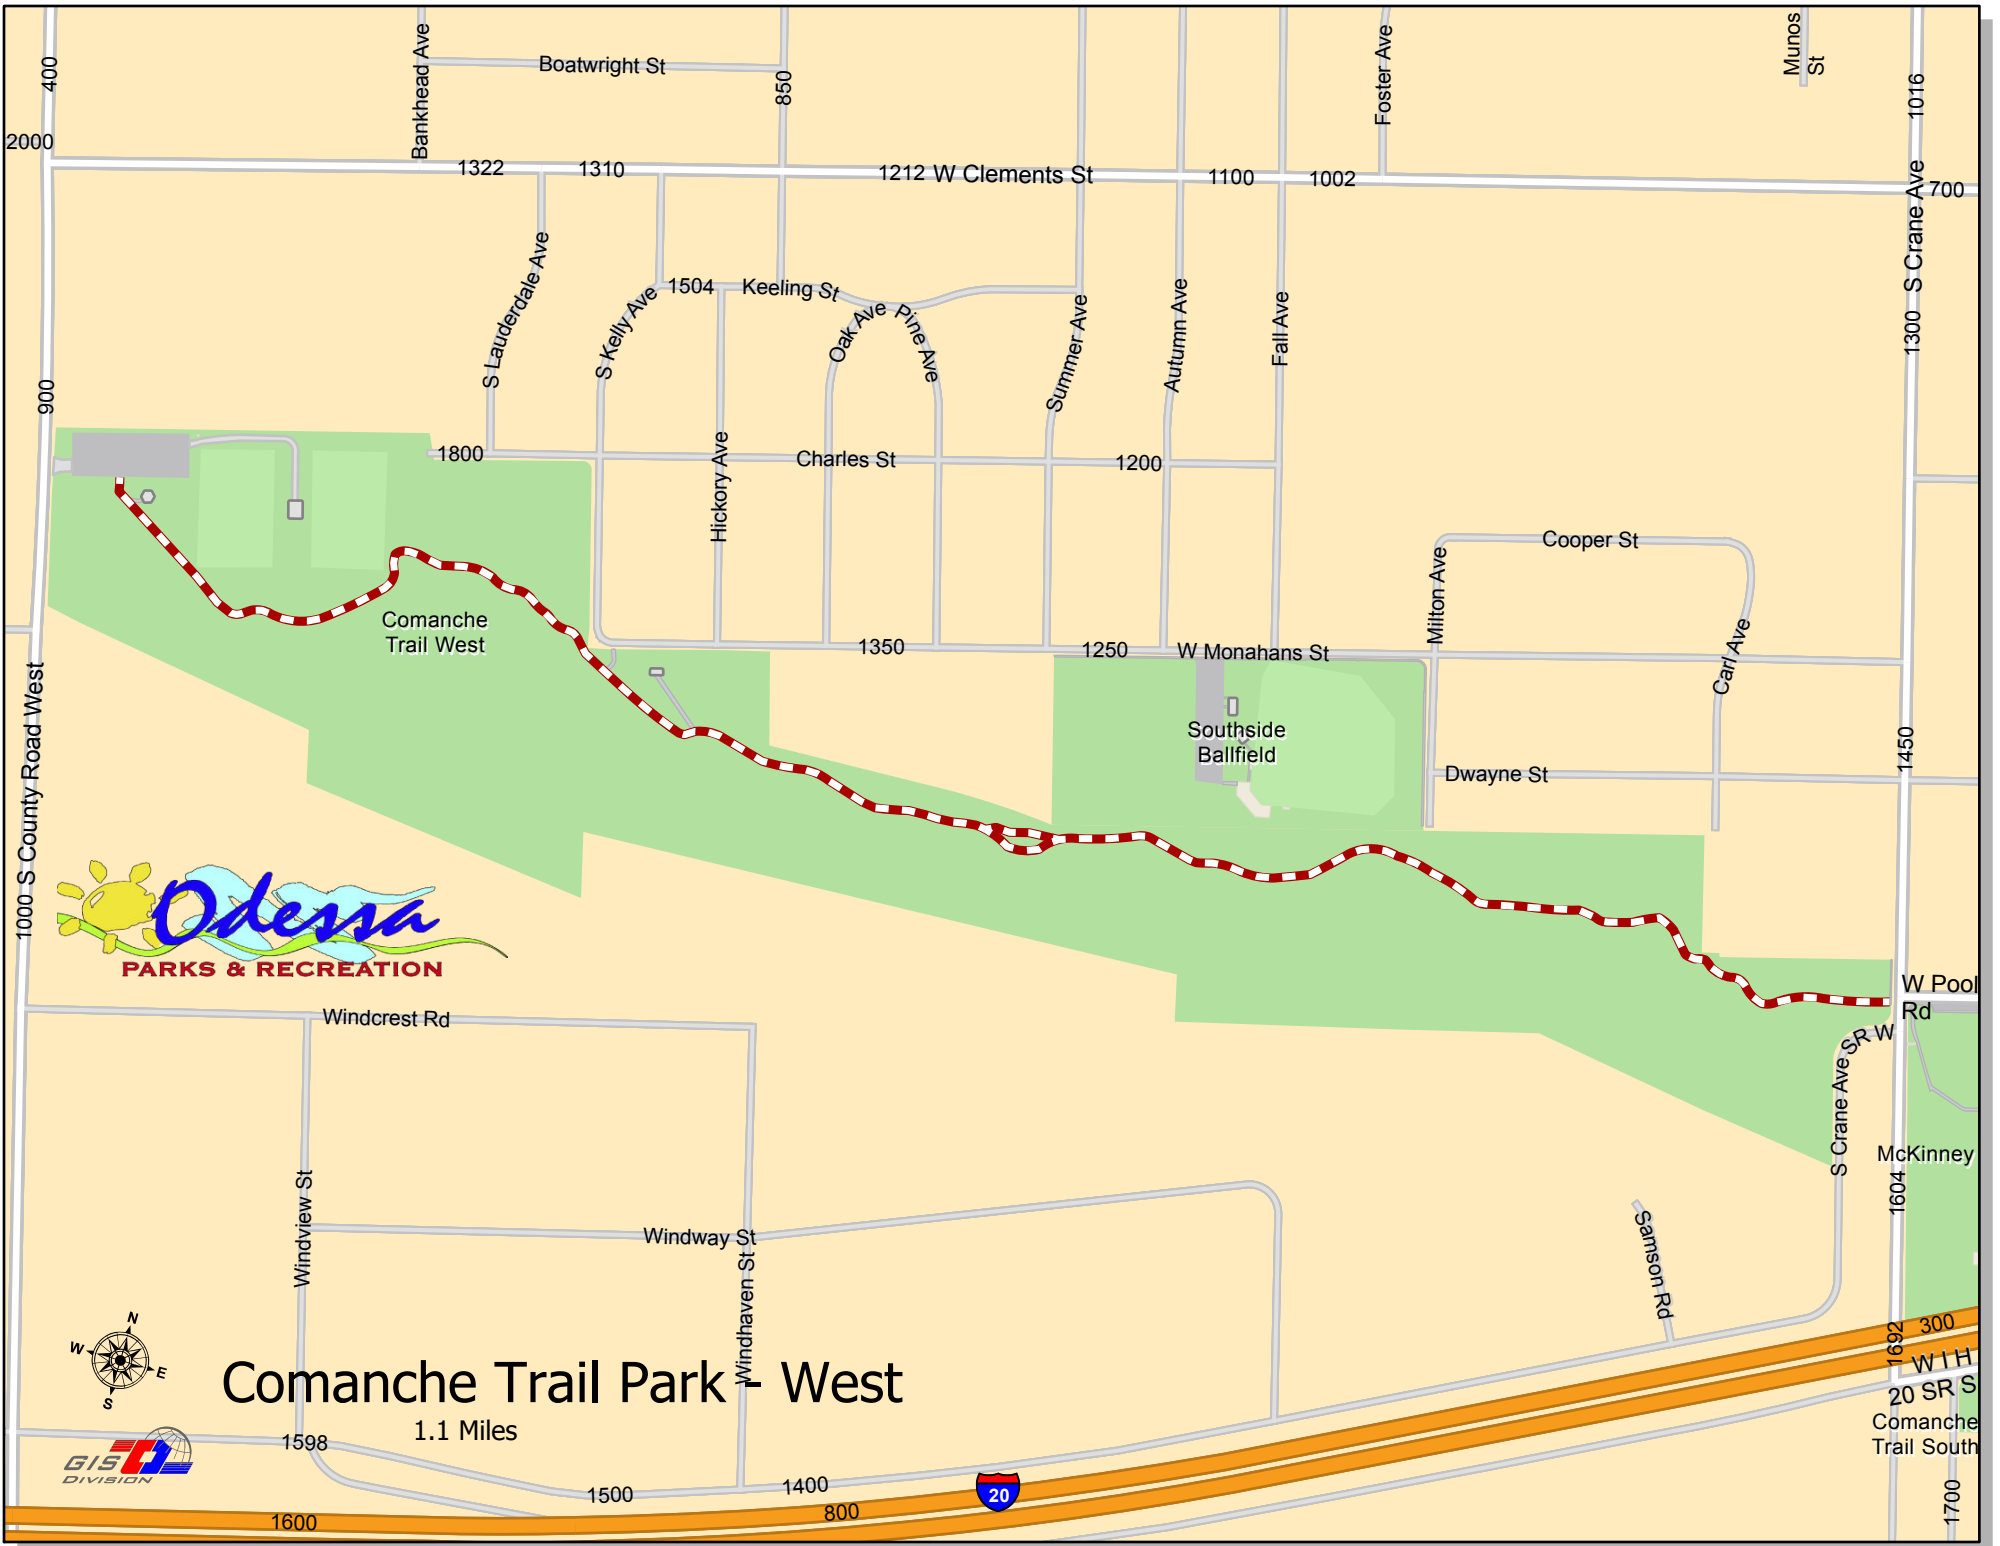 Munos
St
Bankhead Ave
Boatwright St
Foster Ave
400
850
1016
2000
1322
1310
1212 W Clements St
1100
1002
700
S Crane Ave
1300
S Lauderdale Ave
S Kelly Ave
1504
Keeling St
Oak Ave
Pine Ave
Summer Ave
Autumn Ave
Fall Ave
900
1800
Hickory Ave
Charles St
1200
Cooper St
Milton Ave
Carl Ave
Comanche
Trail West
1350
1250
W Monahans St
Southside
Ballfield
Dwayne St
1450
1000 S County Road West
Odessa
PARKS & RECREATION
W Pool
Rd
S Crane Ave SR W
Windcrest Rd
McKinney
1604
Windview St
Windway St
Windhaven St
Samson Rd
N
W
E
S
Comanche Trail Park - West
1.1 Miles
300
1692
W I H
20 SR S
Comanche
Trail South
GIS
DIVISION
1598
1500
1400
20
800
1600
1700